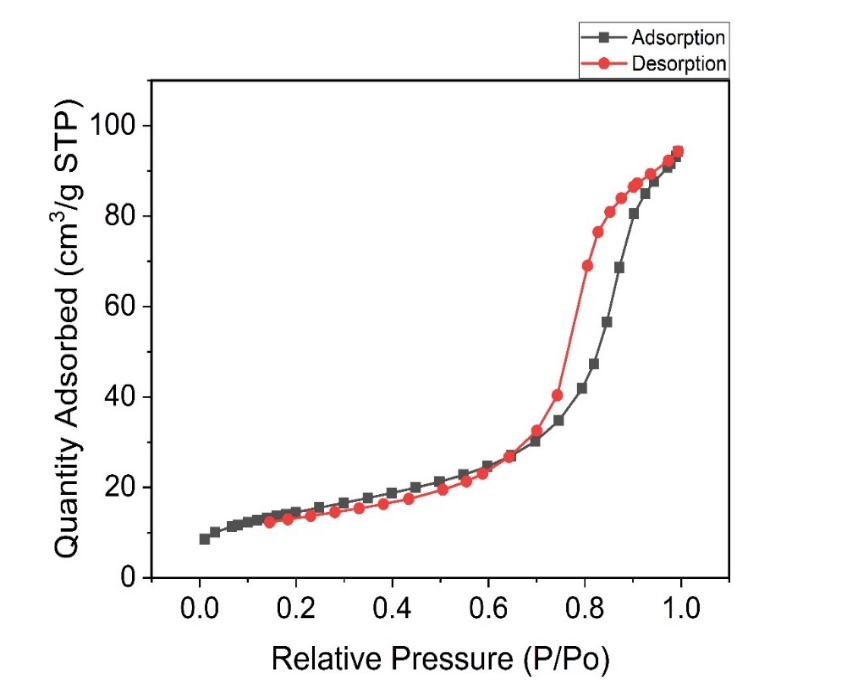 Adsorption
Desorption
Quantity Adsorbed (cm³/g STP)
100
80
60
40
20
0
0.0 0.2 0.4 0.6 0.8 1.0
Relative Pressure (P/Po)